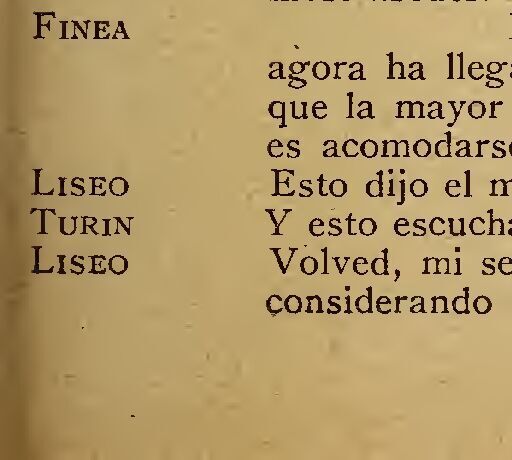 FINEA
agora ha lleg
que la mayor
es acomodars
LISEO Esto dijo el m
TURIN Y esto escuch
LISEO Volved, mi se
considerando